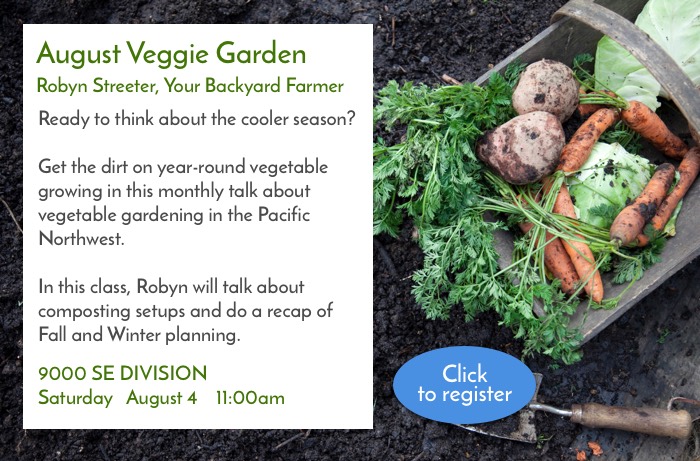 August Veggie Garden
Robyn Streeter, Your Backyard Farmer
Ready to think about the cooler season?
Get the dirt on year-round vegetable
growing in this monthly talk about
vegetable gardening in the Pacific
Northwest.
In this class, Robyn will talk about
composting setups and do a recap of
Fall and Winter planning.
9000 SE DIVISION
Saturday August 4 11:00am
Click
to register